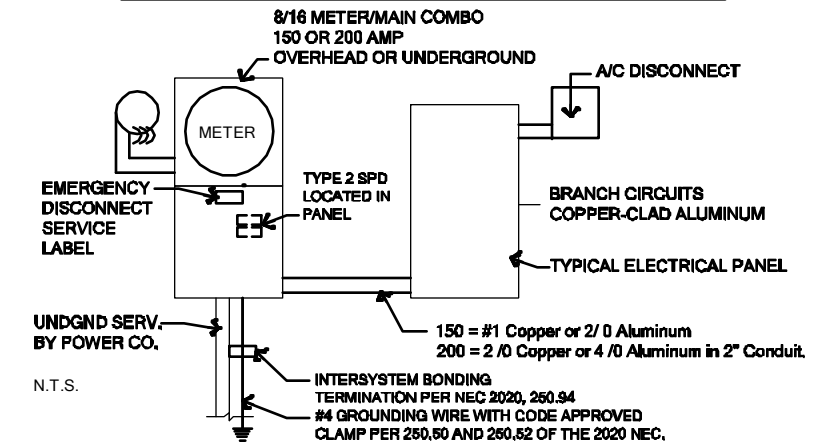 8/16 METER/MAIN COMBO
150 OR 200 AMP
OVERHEAD OR UNDERGROUND
A/C DISCONNECT
METER
EMERGENCY
DISCONNECT
SERVICE
LABEL
TYPE 2 SPD
LOCATED IN
PANEL
BRANCH CIRCUITS
COPPER-CLAD ALUMINUM
TYPICAL ELECTRICAL PANEL
UNDGND SERV.
BY POWER CO.
150 = #1 Copper or 2/ 0 Aluminum
200 = 2 /0 Copper or 4 /0 Aluminum in 2" Conduit.
N.T.S.
INTERSYSTEM BONDING
TERMINATION PER NEC 2020, 250.94
#4 GROUNDING WIRE WITH CODE APPROVED
CLAMP PER 250,50 AND 250,52 OF THE 2020 NEC,